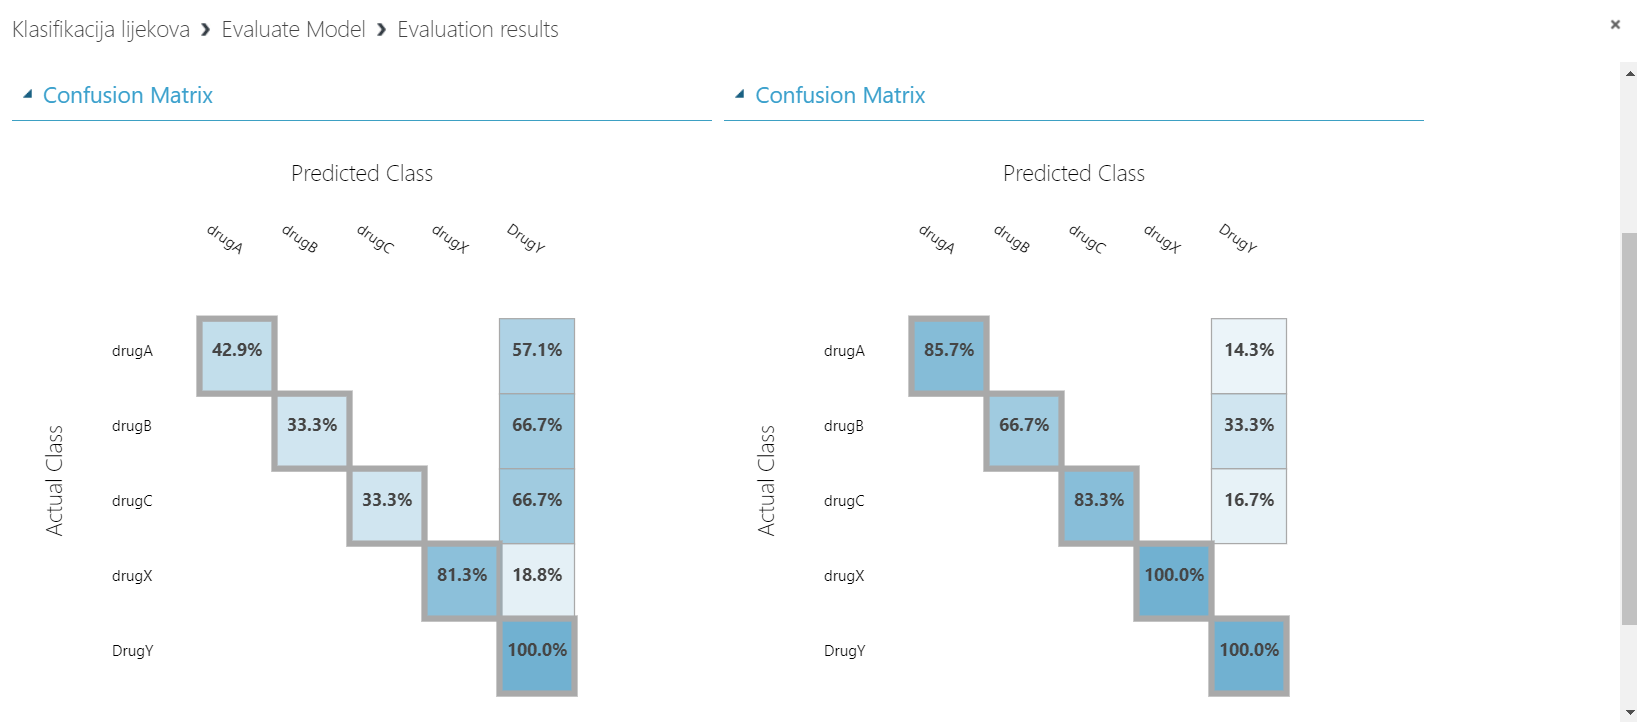 Klasifikacija lijekova › Evaluate Model › Evaluation results
Confusion Matrix
Predicted Class
drugA drugB drugC drugX DrugY
Actual Class
drugA 42.9% 57.1%
drugB 33.3% 66.7%
drugC 33.3% 66.7%
drugX 81.3% 18.8%
DrugY 100.0%
Confusion Matrix
Predicted Class
drugA drugB drugC drugX DrugY
Actual Class
drugA 85.7% 14.3%
drugB 66.7% 33.3%
drugC 83.3% 16.7%
drugX 100.0%
DrugY 100.0%